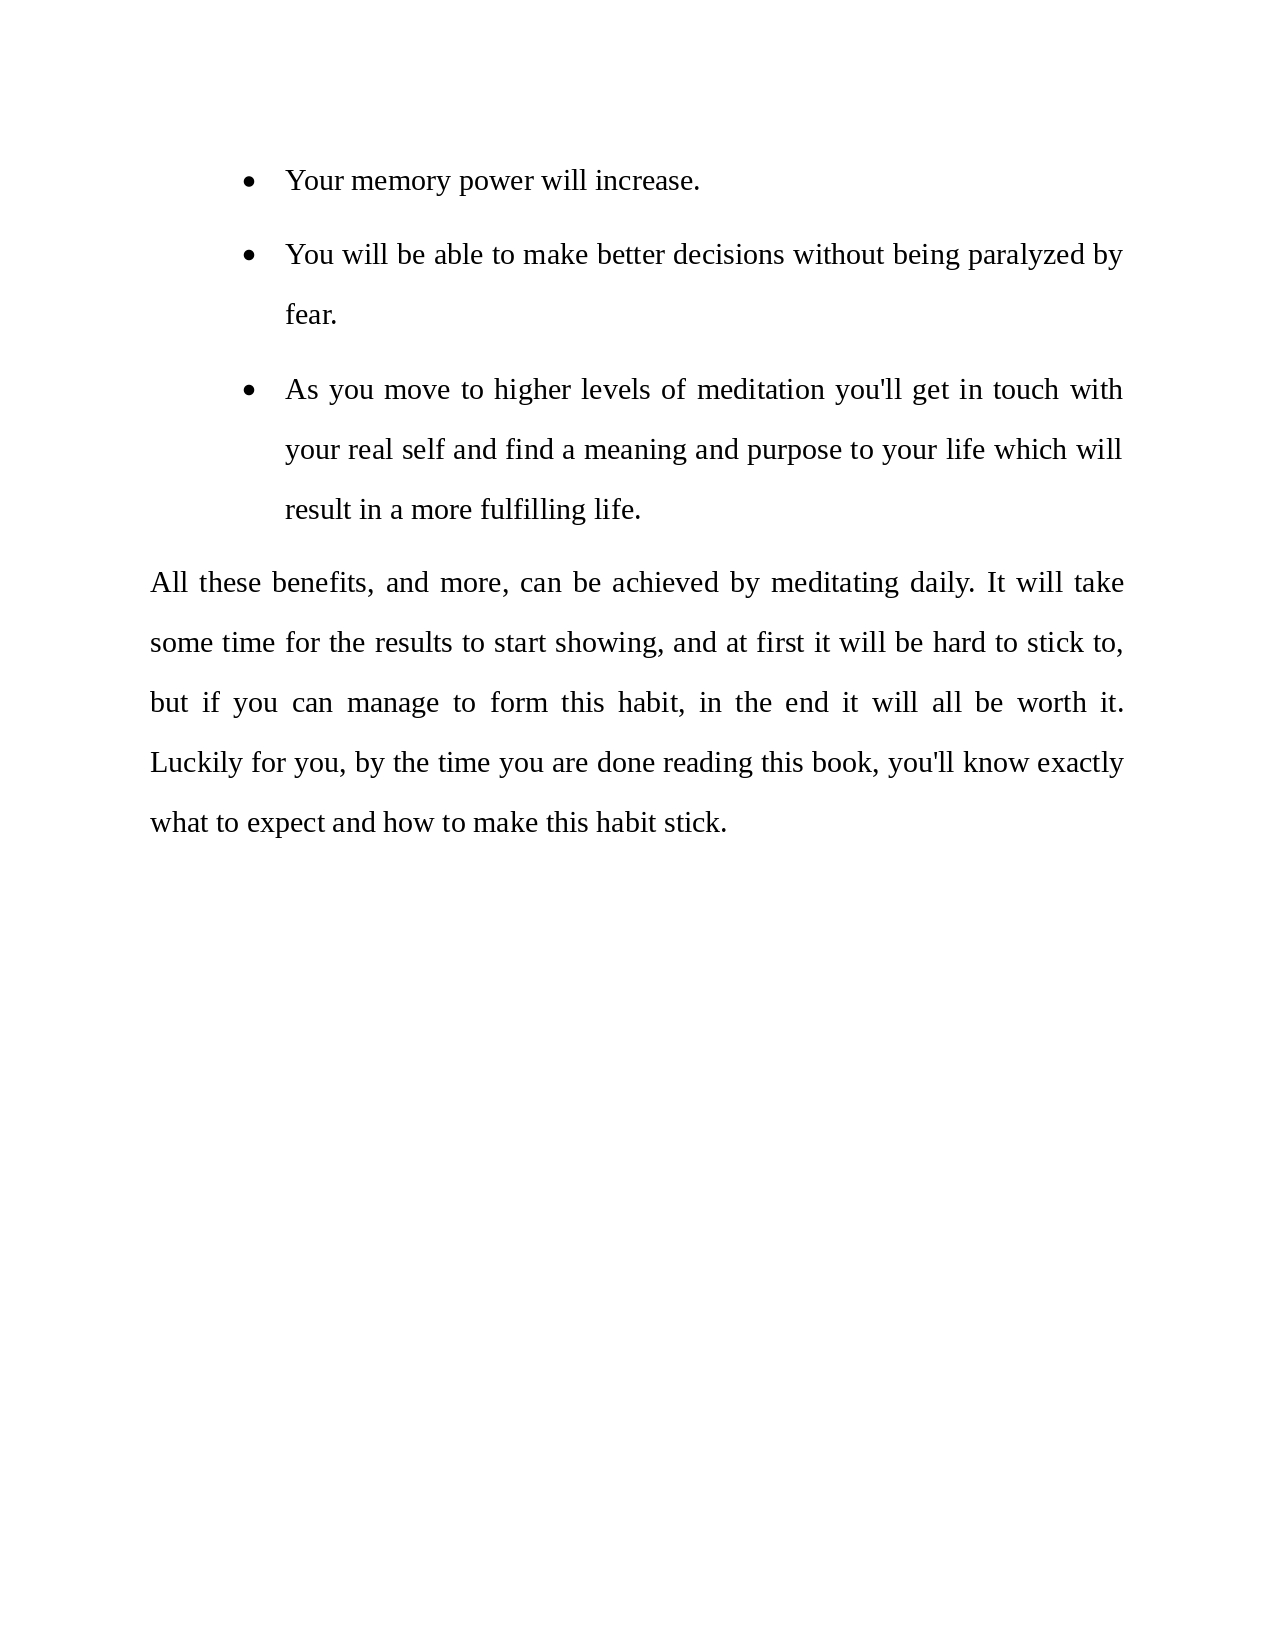 • Your memory power will increase.
• You will be able to make better decisions without being paralyzed by
fear.
• As you move to higher levels of meditation you'll get in touch with
your real self and find a meaning and purpose to your life which will
result in a more fulfilling life.
All these benefits, and more, can be achieved by meditating daily. It will take
some time for the results to start showing, and at first it will be hard to stick to,
but if you can manage to form this habit, in the end it will all be worth it.
Luckily for you, by the time you are done reading this book, you'll know exactly
what to expect and how to make this habit stick.